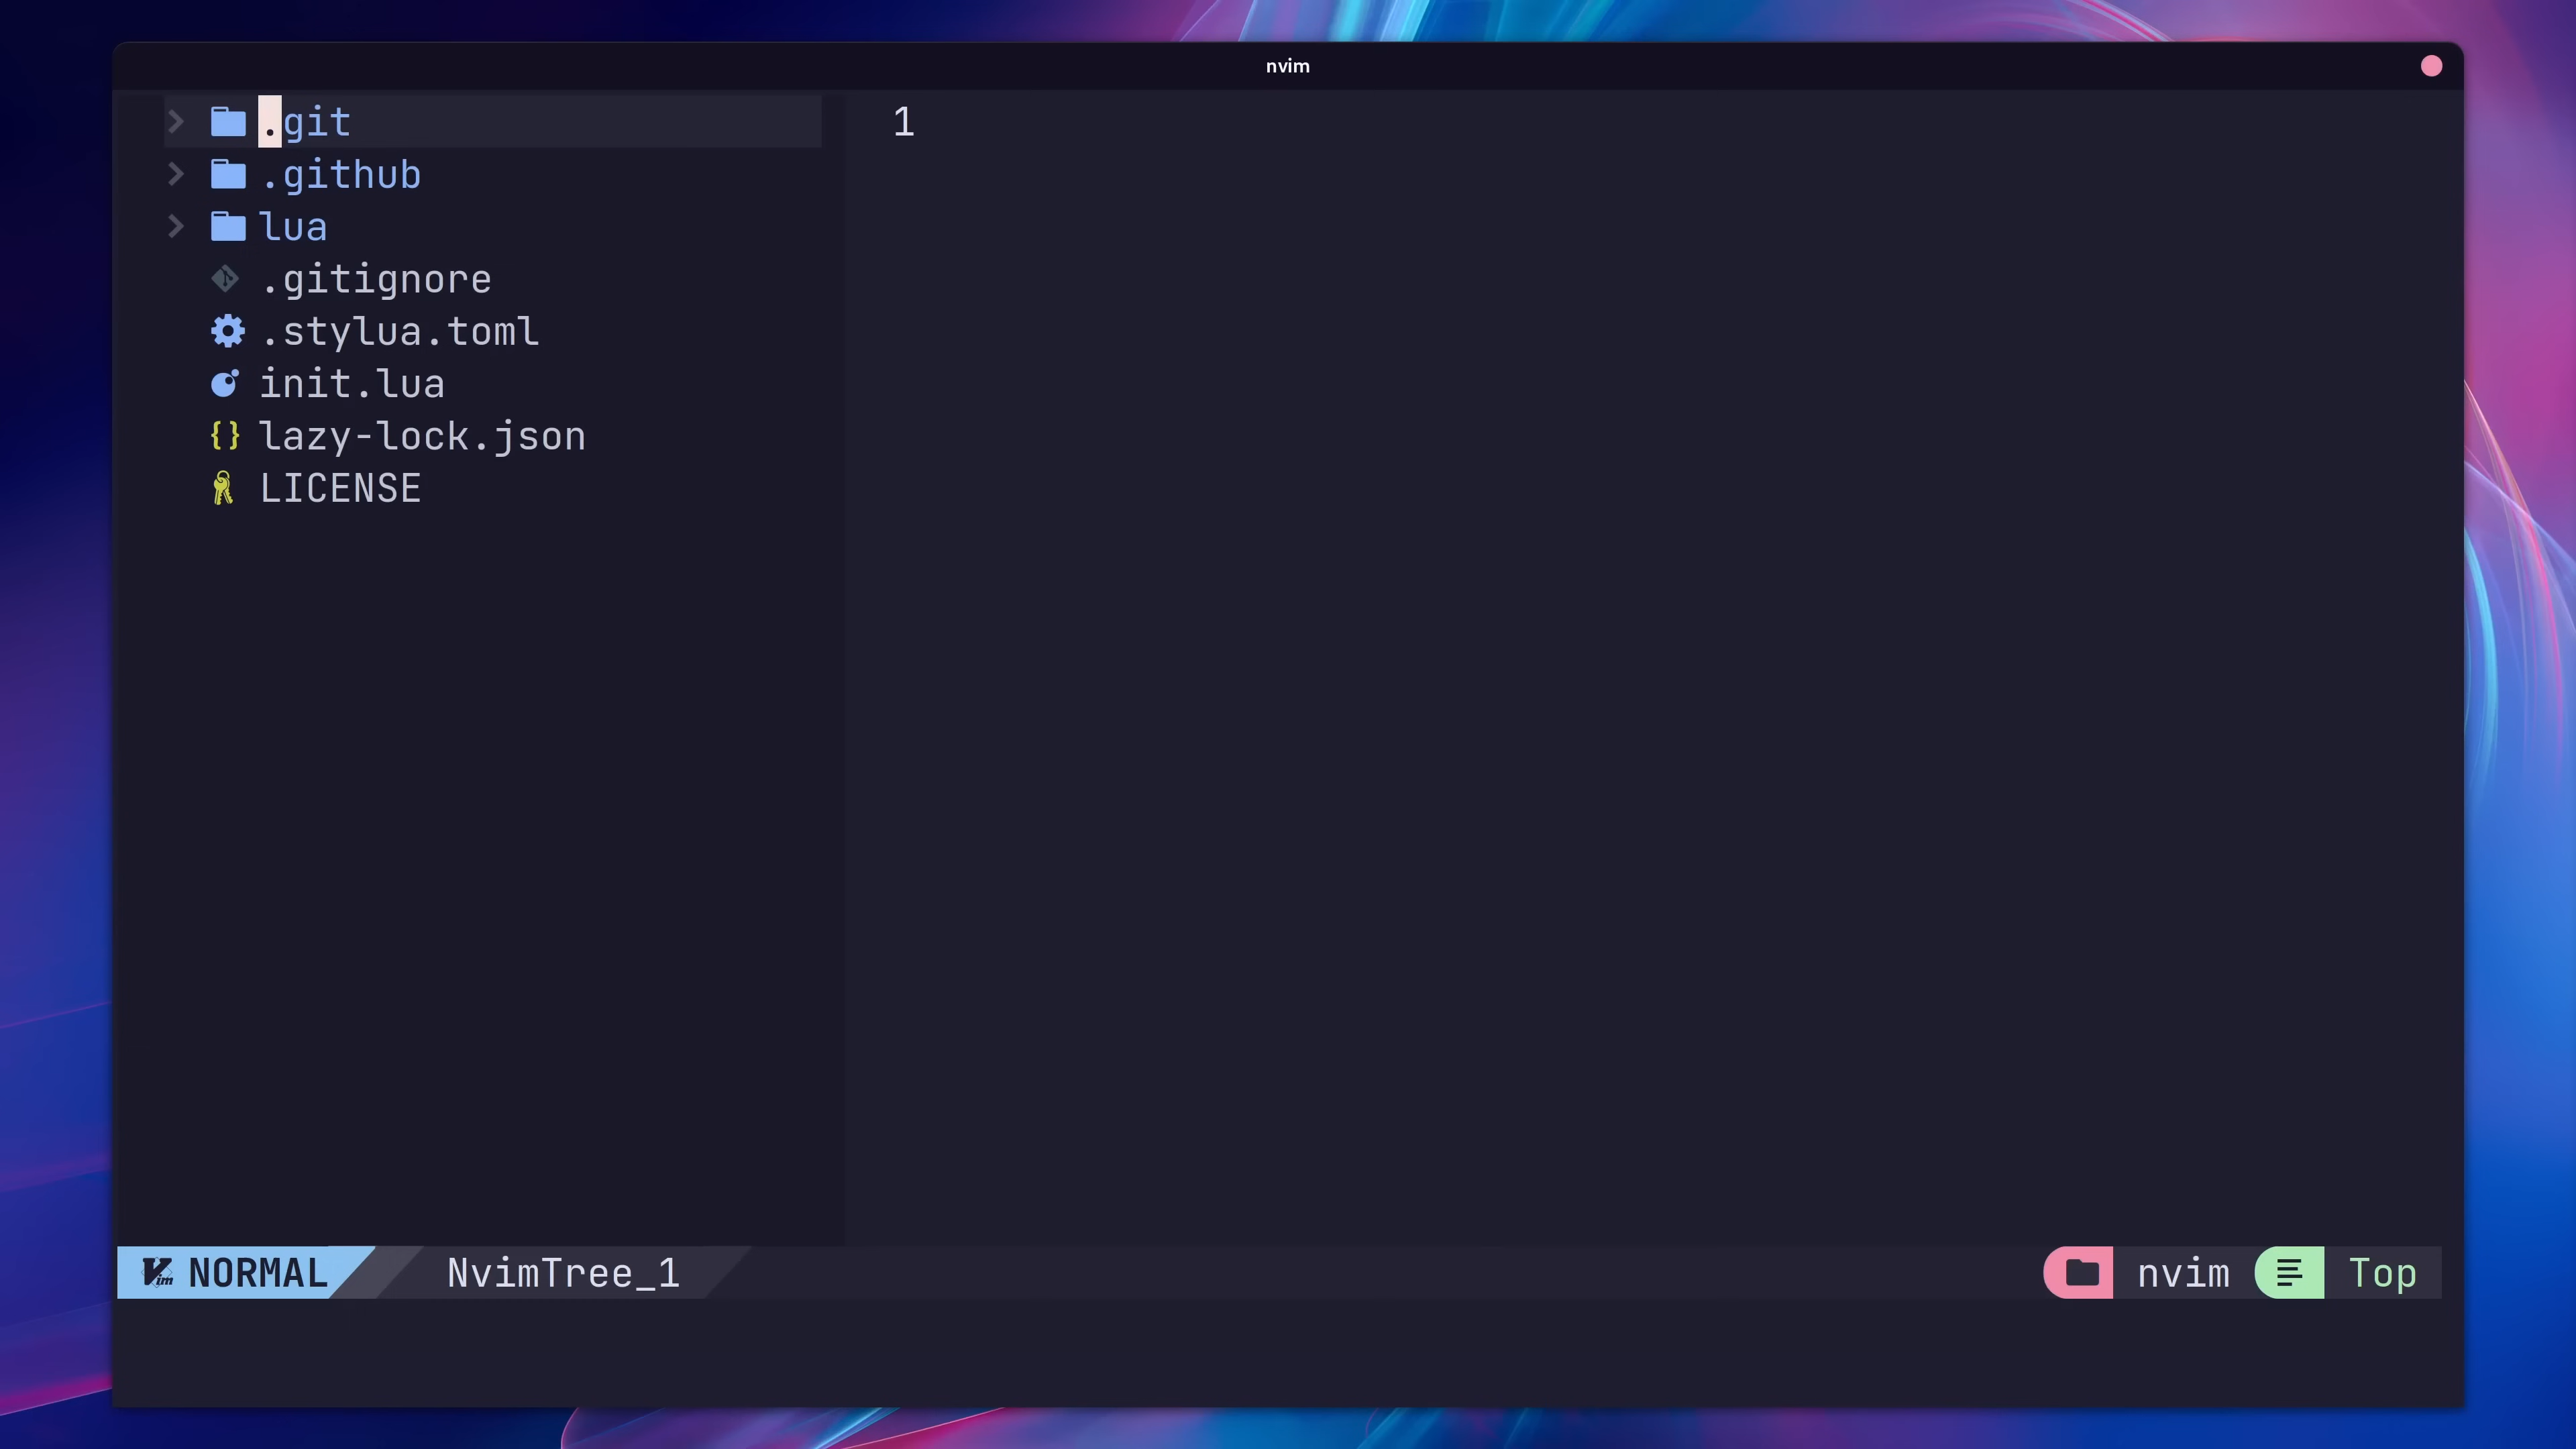 nvim
.git
.github
lua
.gitignore
.stylua.toml
init.lua
{} lazy-lock.json
LICENSE
1
NORMAL NvimTree_1 nvim Top